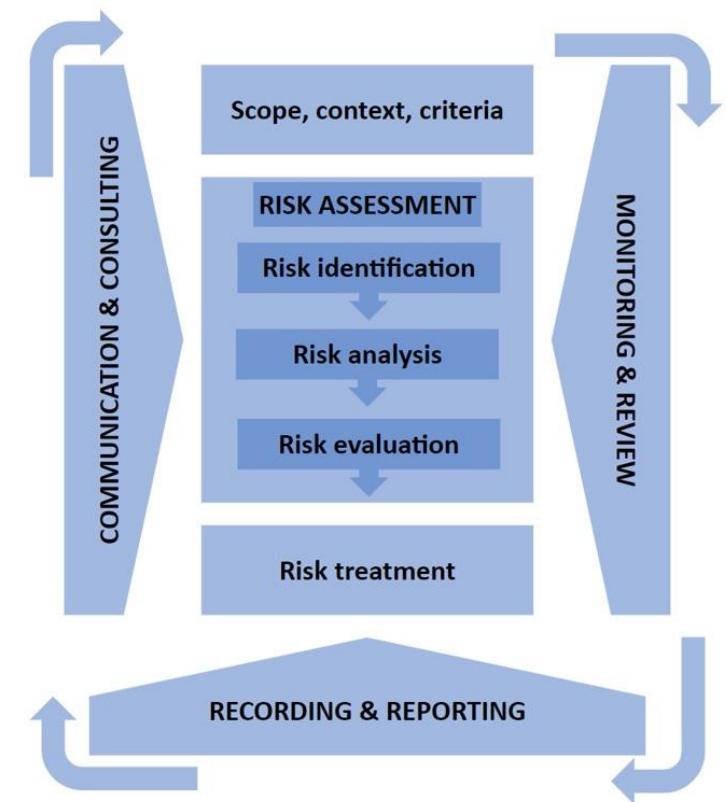 Scope, context, criteria
RISK ASSESSMENT
Risk identification
Risk analysis
Risk evaluation
Risk treatment
COMMUNICATION & CONSULTING
MONITORING & REVIEW
RECORDING & REPORTING